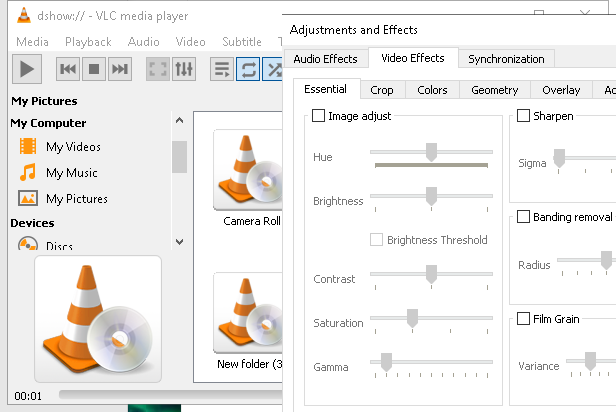 dshow:// - VLC media player
Media Playback Audio Video Subtitle
My Pictures
My Computer
My Videos
My Music
My Pictures
Devices
Discs
Camera Roll
New folder (3
00:01
Adjustments and Effects
Audio Effects Video Effects Synchronization
Essential Crop Colors Geometry Overlay
Image adjust
Hue
Brightness
Brightness Threshold
Contrast
Saturation
Gamma
Sharpen
Sigma
Banding removal
Radius
Film Grain
Variance